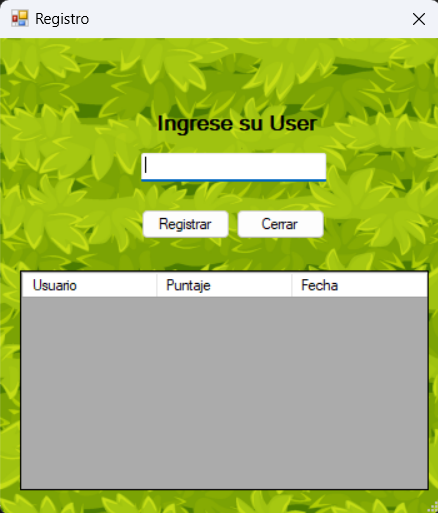 Registro
Ingrese su User
Registrar Cerrar
Usuario Puntaje Fecha